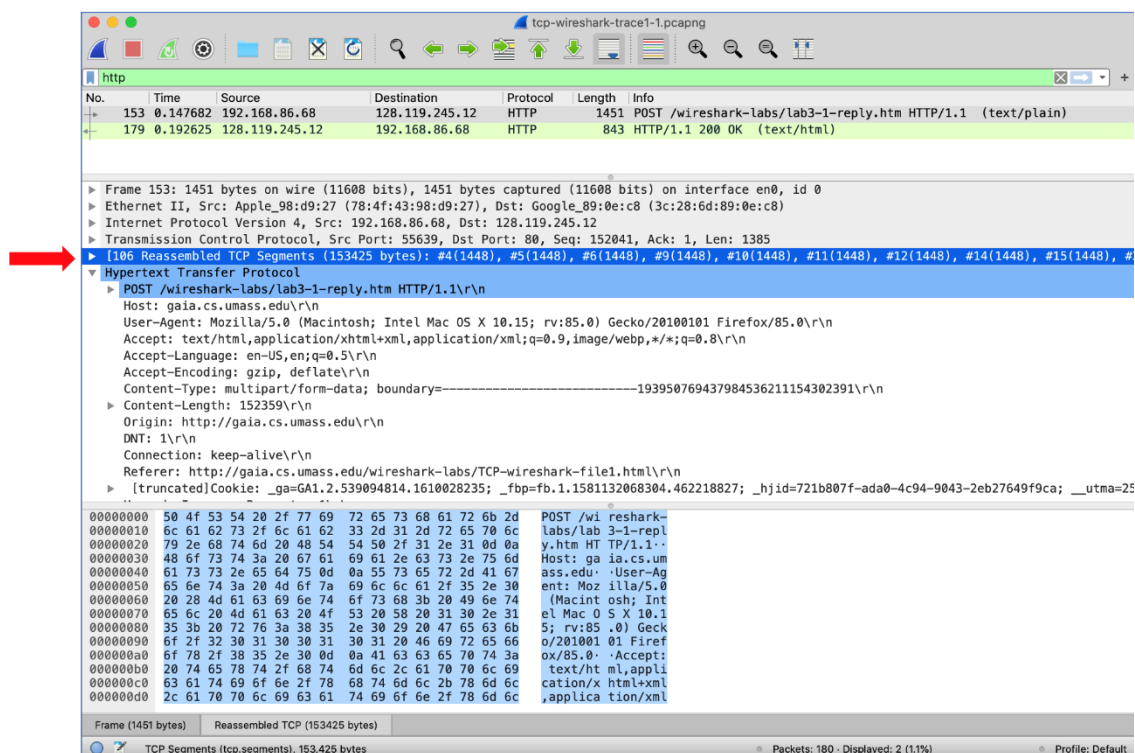 tcp-wireshark-trace1-1.pcapng
http
No. Time Source Destination Protocol Length Info
153 0.147682 192.168.86.68 128.119.245.12 HTTP 1451 POST /wireshark-labs/lab3-1-reply.htm HTTP/1.1 (text/plain)
179 0.192625 128.119.245.12 192.168.86.68 HTTP 843 HTTP/1.1 200 OK (text/html)
Frame 153: 1451 bytes on wire (11608 bits), 1451 bytes captured (11608 bits) on interface en0, id 0
Ethernet II, Src: Apple_98:d9:27 (78:4f:43:98:d9:27), Dst: Google_89:0e:c8 (3c:28:6d:89:0e:c8)
Internet Protocol Version 4, Src: 192.168.86.68, Dst: 128.119.245.12
Transmission Control Protocol, Src Port: 55639, Dst Port: 80, Seq: 152041, Ack: 1, Len: 1385
[106 Reassembled TCP Segments (153425 bytes): #4(1448), #5(1448), #6(1448), #9(1448), #10(1448), #11(1448), #12(1448), #14(1448), #15(1448),
Hypertext Transfer Protocol
POST /wireshark-labs/lab3-1-reply.htm HTTP/1.1\r\n
Host: gaia.cs.umass.edu\r\n
User-Agent: Mozilla/5.0 (Macintosh; Intel Mac OS X 10.15; rv:85.0) Gecko/20100101 Firefox/85.0\r\n
Accept: text/html,application/xhtml+xml,application/xml;q=0.9,image/webp,*/*;q=0.8\r\n
Accept-Language: en-US,en;q=0.5\r\n
Accept-Encoding: gzip, deflate\r\n
Content-Type: multipart/form-data; boundary=---------------------------193950769437984536211154302391\r\n
Content-Length: 152359\r\n
Origin: http://gaia.cs.umass.edu\r\n
DNT: 1\r\n
Connection: keep-alive\r\n
Referer: http://gaia.cs.umass.edu/wireshark-labs/TCP-wireshark-file1.html\r\n
[truncated]Cookie: _ga=GA1.2.539094814.1610028235; _fbp=fb.1.1581132068304.462218827; _hjid=721b807f-ada0-4c94-9043-2eb27649f9ca; __utma=25
00000000 50 4f 53 54 20 2f 77 69 72 65 73 68 61 72 6b 2d POST /wi reshark-
00000010 6c 61 62 73 2f 6c 61 62 33 2d 31 2d 72 65 70 6c labs/lab 3-1-repl
00000020 79 2e 68 74 6d 20 48 54 54 50 2f 31 2e 31 0d 0a y.htm HT TP/1.1··
00000030 48 6f 73 74 3a 20 67 61 69 61 2e 63 73 2e 75 6d Host: ga ia.cs.um
00000040 61 73 73 2e 65 64 75 0d 0a 55 73 65 72 2d 41 67 ass.edu· ·User-Ag
00000050 65 6e 74 3a 20 4d 6f 7a 69 6c 6c 61 2f 35 2e 30 ent: Moz illa/5.0
00000060 20 28 4d 61 63 69 6e 74 6f 73 68 3b 20 49 6e 74 (Macint osh; Int
00000070 65 6c 20 4d 61 63 20 4f 53 20 58 20 31 30 2e 31 el Mac O S X 10.1
00000080 35 3b 20 72 76 3a 38 35 2e 30 29 20 47 65 63 6b 5; rv:85 .0) Geck
00000090 6f 2f 32 30 31 30 30 31 30 31 20 46 69 72 65 66 o/201001 01 Firef
000000a0 6f 78 2f 38 35 2e 30 0d 0a 41 63 63 65 70 74 3a ox/85.0· ·Accept:
000000b0 20 74 65 78 74 2f 68 74 6d 6c 2c 61 70 70 6c 69 text/ht ml,appli
000000c0 63 61 74 69 6f 6e 2f 78 68 74 6d 6c 2b 78 6d 6c cation/x html+xml
000000d0 2c 61 70 70 6c 69 63 61 74 69 6f 6e 2f 78 6d 6c ,applica tion/xml
Frame (1451 bytes) Reassembled TCP (153425 bytes)
TCP Segments (tcp.segments), 153,425 bytes Packets: 180 · Displayed: 2 (1.1%) Profile: Default